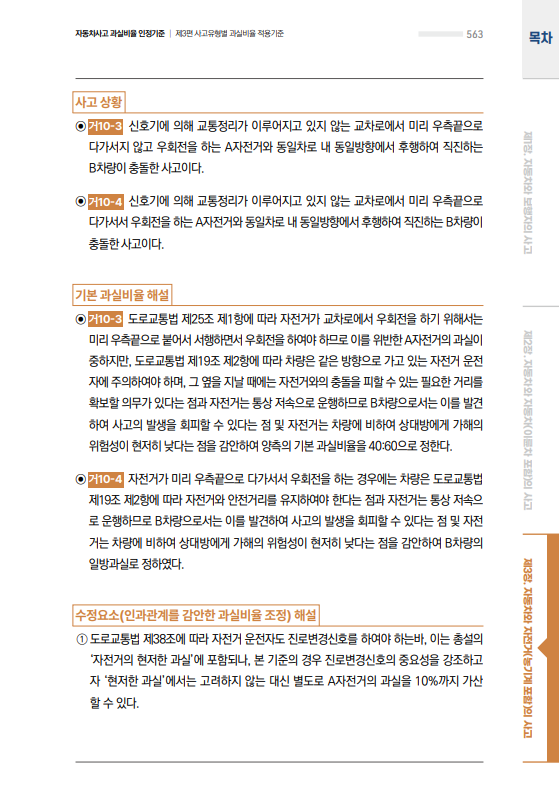 자동차사고 과실비율 인정기준 | 제3편 사고유형별 과실비율 적용기준
563
목차
사고 상황
◉ 거10-3 신호기에 의해 교통정리가 이루어지고 있지 않는 교차로에서 미리 우측끝으로
다가서지 않고 우회전을 하는 A자전거와 동일차로 내 동일방향에서 후행하여 직진하는
B차량이 충돌한 사고이다.
◉ 거10-4 신호기에 의해 교통정리가 이루어지고 있지 않는 교차로에서 미리 우측끝으로
다가서서 우회전을 하는 A자전거와 동일차로 내 동일방향에서 후행하여 직진하는 B차량이
충돌한 사고이다.
기본 과실비율 해설
◉ 거10-3 도로교통법 제25조 제1항에 따라 자전거가 교차로에서 우회전을 하기 위해서는
미리 우측끝으로 붙어서 서행하면서 우회전을 하여야 하므로 이를 위반한 A자전거의 과실이
중하지만, 도로교통법 제19조 제2항에 따라 차량은 같은 방향으로 가고 있는 자전거 운전
자에 주의하여야 하며, 그 옆을 지날 때에는 자전거와의 충돌을 피할 수 있는 필요한 거리를
확보할 의무가 있다는 점과 자전거는 통상 저속으로 운행하므로 B차량으로서는 이를 발견
하여 사고의 발생을 회피할 수 있다는 점 및 자전거는 차량에 비하여 상대방에게 가해의
위험성이 현저히 낮다는 점을 감안하여 양측의 기본 과실비율을 40:60으로 정한다.
◉ 거10-4 자전거가 미리 우측끝으로 다가서서 우회전을 하는 경우에는 차량은 도로교통법
제19조 제2항에 따라 자전거와 안전거리를 유지하여야 한다는 점과 자전거는 통상 저속으
로 운행하므로 B차량으로서는 이를 발견하여 사고의 발생을 회피할 수 있다는 점 및 자전
거는 차량에 비하여 상대방에게 가해의 위험성이 현저히 낮다는 점을 감안하여 B차량의
일방과실로 정하였다.
수정요소(인과관계를 감안한 과실비율 조정) 해설
① 도로교통법 제38조에 따라 자전거 운전자도 진로변경신호를 하여야 하는바, 이는 총설의
‘자전거의 현저한 과실’에 포함되나, 본 기준의 경우 진로변경신호의 중요성을 강조하고
자 ‘현저한 과실’에서는 고려하지 않는 대신 별도로 A자전거의 과실을 10%까지 가산
할 수 있다.
제1장. 자동차와 보행자의 사고
제2장. 자동차와 자동차(이륜차 포함)의 사고
제3장. 자동차와 자전거(농기계 포함)의 사고